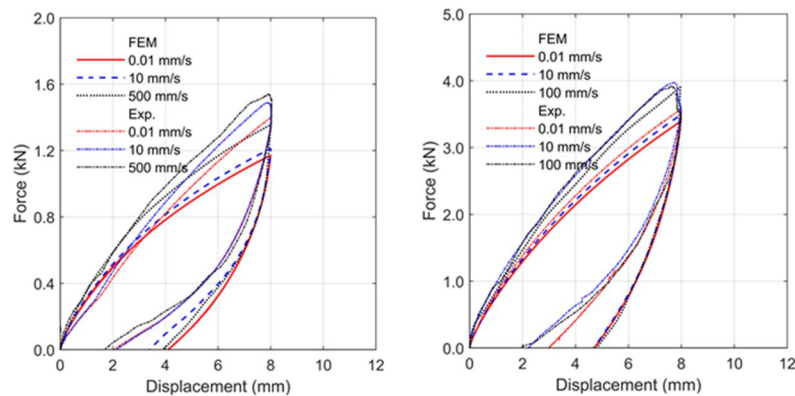 2.0
1.6
1.2
0.8
0.4
0.0
Force (kN)
FEM
0.01 mm/s
10 mm/s
500 mm/s
Exp.
0.01 mm/s
10 mm/s
500 mm/s
0 2 4 6 8 10 12
Displacement (mm)
5.0
4.0
3.0
2.0
1.0
0.0
Force (kN)
FEM
0.01 mm/s
10 mm/s
100 mm/s
Exp.
0.01 mm/s
10 mm/s
100 mm/s
0 2 4 6 8 10 12
Displacement (mm)